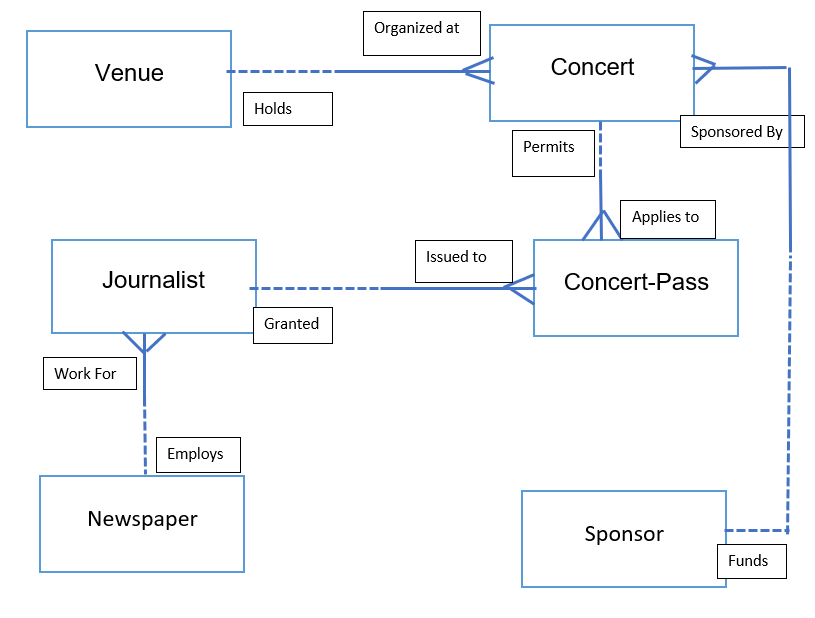 Organized at
Venue
Concert
Holds
Sponsored By
Permits
Applies to
Issued to
Journalist
Concert-Pass
Granted
Work For
Employs
Newspaper
Sponsor
Funds